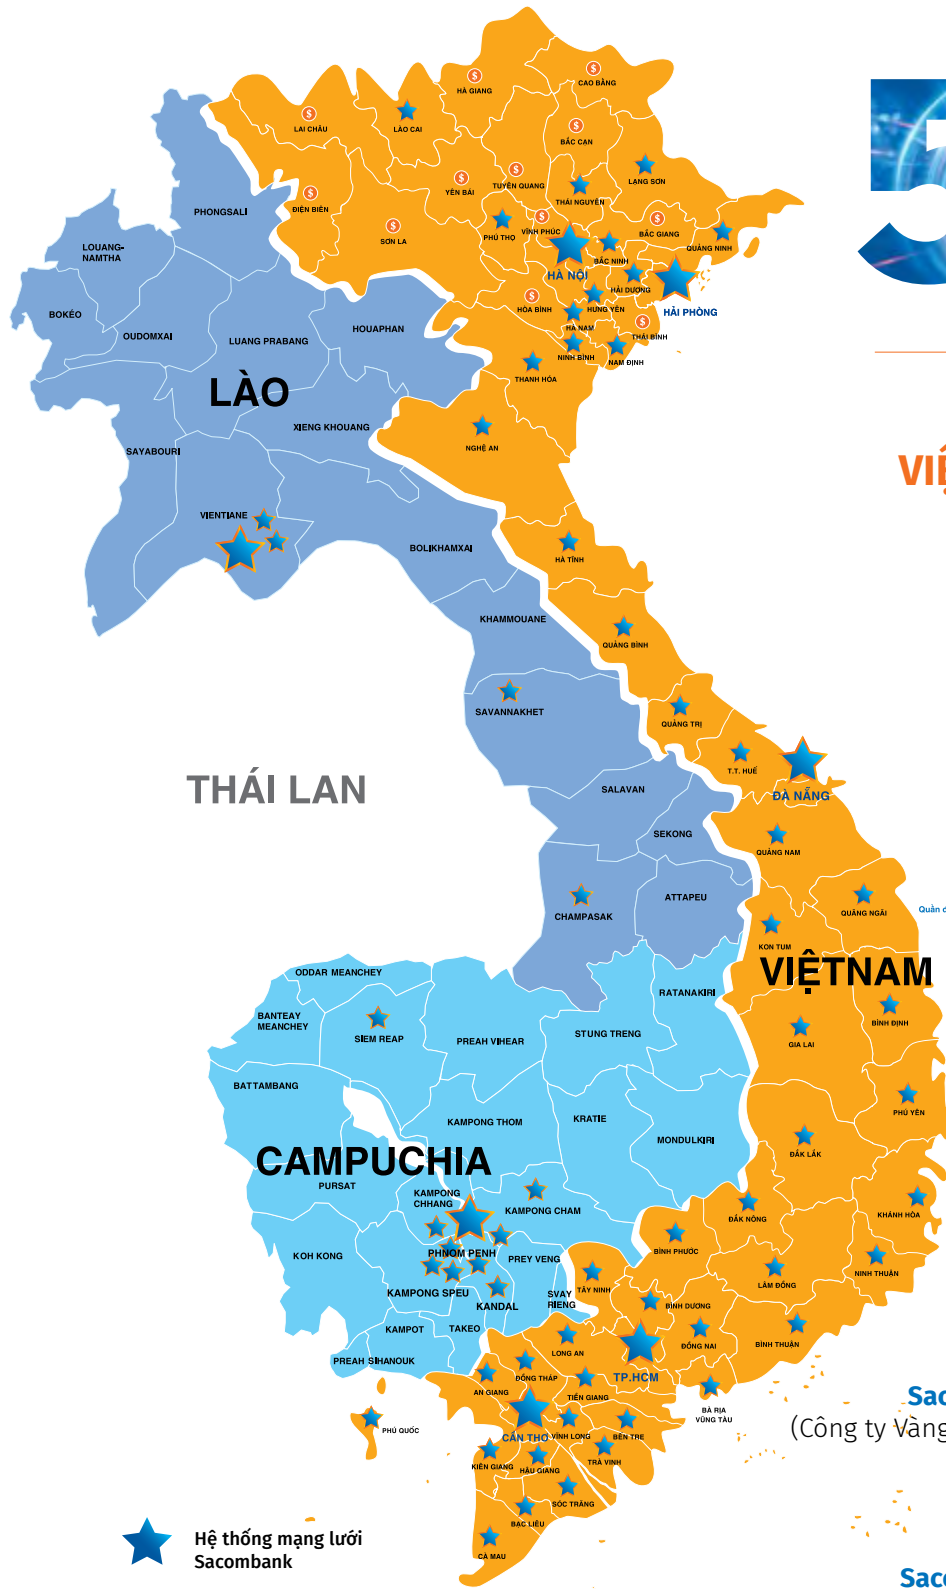 HÀ GIANG
CAO BẰNG
LAI CHÂU
LÀO CAI
BẮC CẠN
LẠNG SƠN
TUYÊN QUANG
YÊN BÁI
THÁI NGUYÊN
ĐIỆN BIÊN
SƠN LA
PHÚ THỌ
VĨNH PHÚC
BẮC GIANG
QUẢNG NINH
BẮC NINH
HÀ NỘI
HẢI DƯƠNG
HÒA BÌNH
HƯNG YÊN
HẢI PHÒNG
HÀ NAM
THÁI BÌNH
NINH BÌNH
NAM ĐỊNH
THANH HÓA
NGHỆ AN
HÀ TĨNH
QUẢNG BÌNH
QUẢNG TRỊ
T.T. HUẾ
ĐÀ NẴNG
QUẢNG NAM
QUẢNG NGÃI
KON TUM
VIỆTNAM
BÌNH ĐỊNH
GIA LAI
PHÚ YÊN
ĐẮK LẮK
ĐẮK NÔNG
KHÁNH HÒA
BÌNH PHƯỚC
LÂM ĐỒNG
NINH THUẬN
TÂY NINH
BÌNH DƯƠNG
ĐỒNG NAI
BÌNH THUẬN
LONG AN
TP.HCM
ĐỒNG THÁP
AN GIANG
TIỀN GIANG
BÀ RỊA
VŨNG TÀU
PHÚ QUỐC
CẦN THƠ
VĨNH LONG
BẾN TRE
KIÊN GIANG
HẬU GIANG
TRÀ VINH
SÓC TRĂNG
BẠC LIÊU
CÀ MAU
PHONGSALI
LOUANG-
NAMTHA
BOKÉO
OUDOMXAI
LUANG PRABANG
HOUAPHAN
LÀO
XIENG KHOUANG
SAYABOURI
VIENTIANE
BOLIKHAMXAI
KHAMMOUANE
SAVANNAKHET
SALAVAN
SEKONG
CHAMPASAK
ATTAPEU
THÁI LAN
ODDAR MEANCHEY
BANTEAY
MEANCHEY
SIEM REAP
PREAH VIHEAR
STUNG TRENG
RATANAKIRI
BATTAMBANG
KAMPONG THOM
KRATIE
MONDULKIRI
CAMPUCHIA
PURSAT
KAMPONG
CHHANG
KAMPONG CHAM
KOH KONG
PHNOM PENH
PREY VENG
KAMPONG SPEU
KANDAL
SVAY
RIENG
KAMPOT
TAKEO
PREAH SIHANOUK
5
VIỆ
Quần đ
Sac
(Công ty Vàng
Saco
Hệ thống mạng lưới
Sacombank